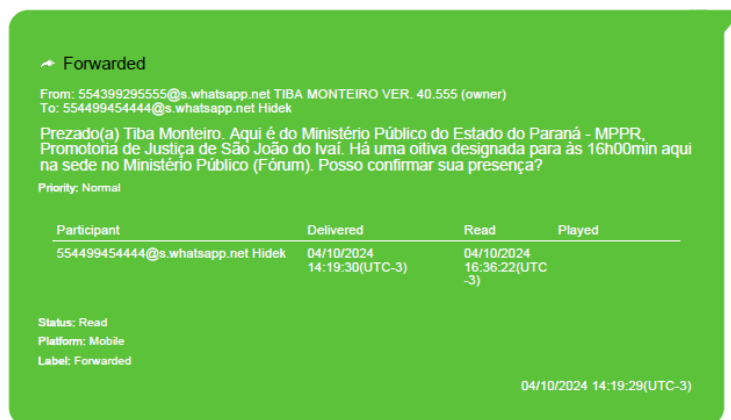 Forwarded
From: 554399295555@s.whatsapp.net TIBA MONTEIRO VER. 40.555 (owner)
To: 554499454444@s.whatsapp.net Hidek
Prezado(a) Tiba Monteiro. Aqui é do Ministério Público do Estado do Paraná - MPPR,
Promotoria de Justiça de São João do Ivaí. Há uma oitiva designada para às 16h00min aqui
na sede no Ministério Público (Fórum). Posso confirmar sua presença?
Priority: Normal
Participant Delivered Read Played
554499454444@s.whatsapp.net Hidek 04/10/2024 04/10/2024
14:19:30(UTC-3) 16:36:22(UTC
-3)
Status: Read
Platform: Mobile
Label: Forwarded
04/10/2024 14:19:29(UTC-3)